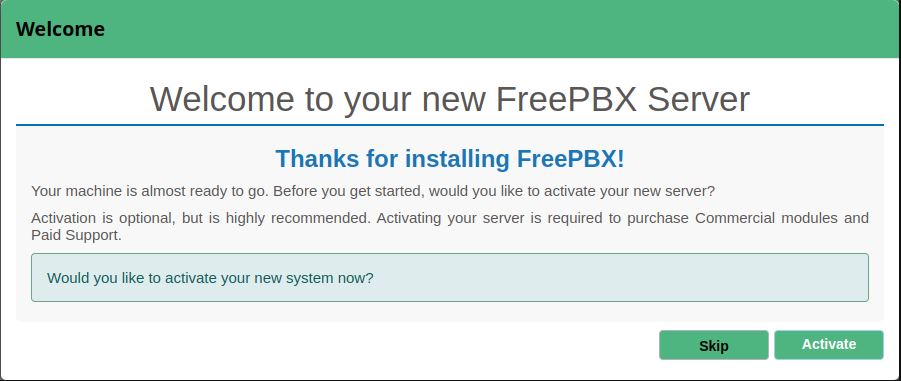 Welcome
Welcome to your new FreePBX Server
Thanks for installing FreePBX!
Your machine is almost ready to go. Before you get started, would you like to activate your new server?
Activation is optional, but is highly recommended. Activating your server is required to purchase Commercial modules and
Paid Support.
Would you like to activate your new system now?
Skip
Activate